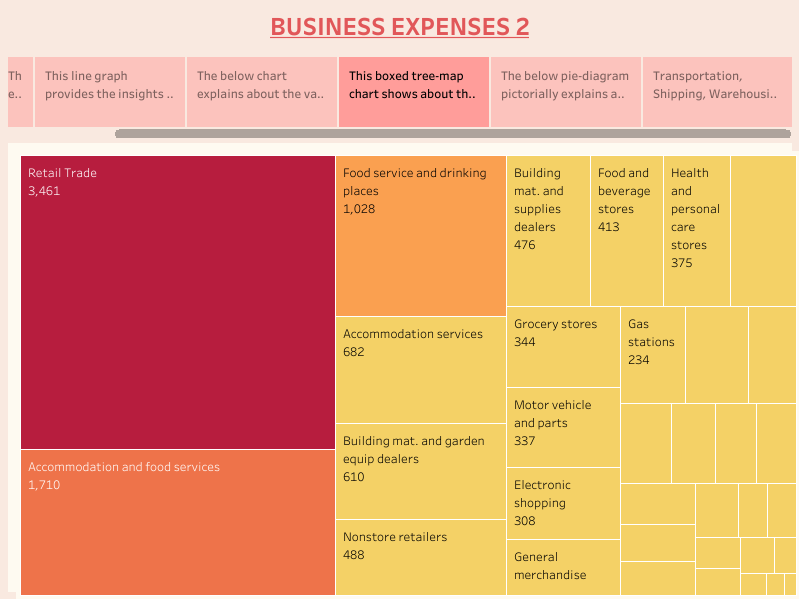 BUSINESS EXPENSES 2
Th
e..
This line graph
provides the insights ..
The below chart
explains about the va..
This boxed tree-map
chart shows about th..
The below pie-diagram
pictorially explains a..
Transportation,
Shipping, Warehousi..
Retail Trade
3,461
Accommodation and food services
1,710
Food service and drinking
places
1,028
Accommodation services
682
Building mat. and garden
equip dealers
610
Nonstore retailers
488
Building
mat. and
supplies
dealers
476
Food and
beverage
stores
413
Health
and
personal
care
stores
375
Grocery stores
344
Motor vehicle
and parts
337
Electronic
shopping
308
General
merchandise
Gas
stations
234